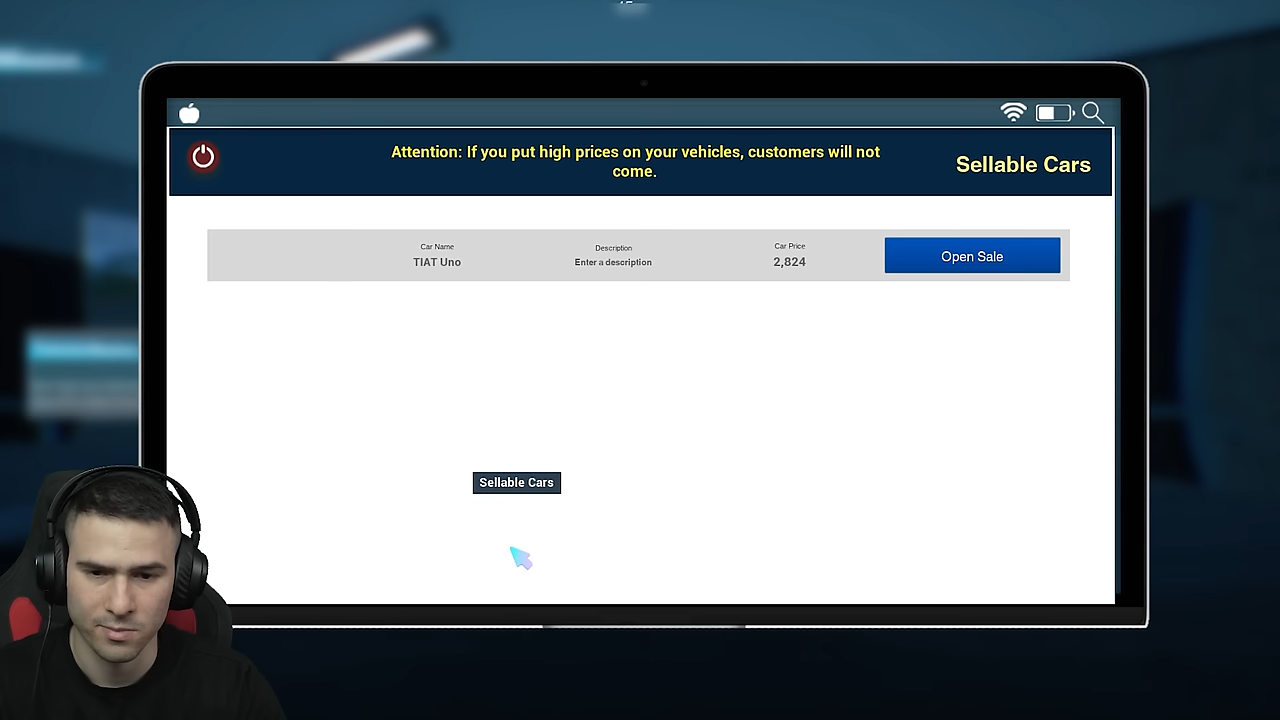 Attention: If you put high prices on your vehicles, customers will not
come.
Sellable Cars
Car Name
TIAT Uno
Description
Enter a description
Car Price
2,824
Open Sale
Sellable Cars